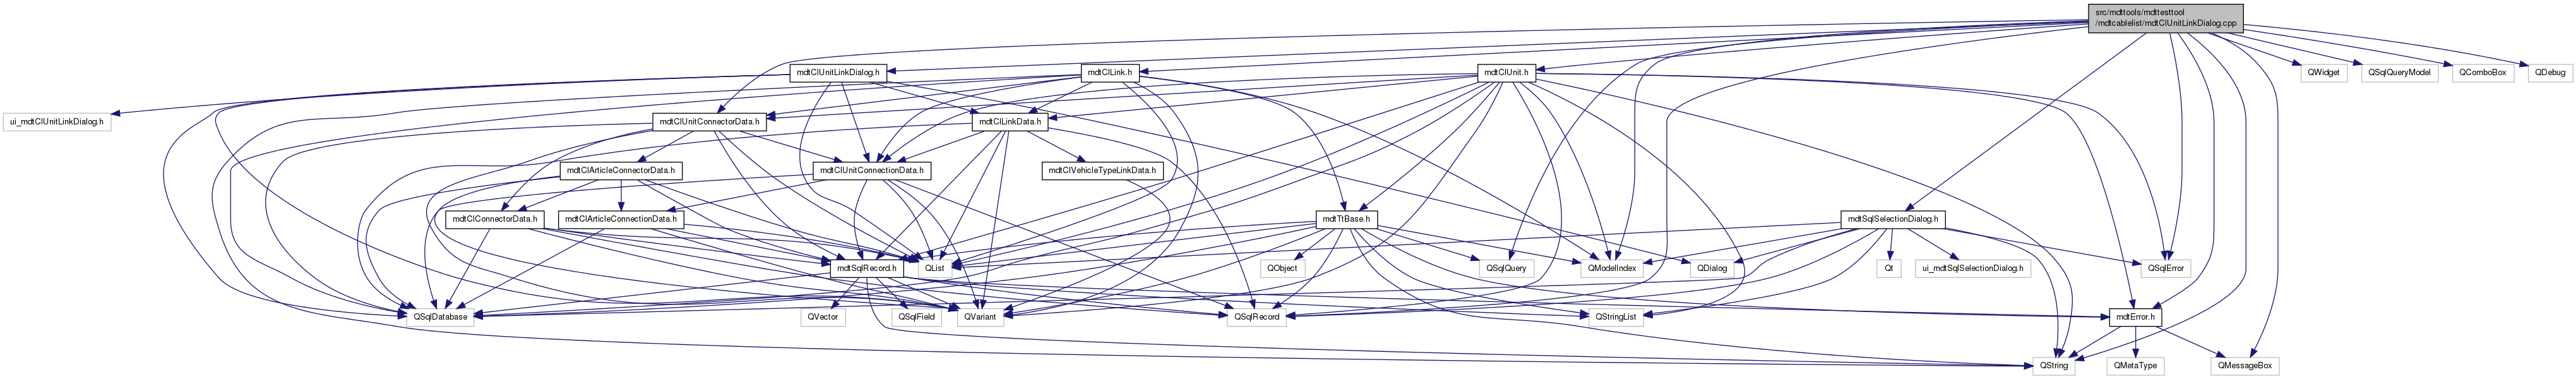 src/mdttools/mdttesttool
/mdtcablelist/mdtClUnitLinkDialog.cpp
mdtClUnitLinkDialog.h
mdtClLink.h
mdtClUnit.h
QWidget
QSqlQueryModel
QComboBox
QDebug
ui_mdtClUnitLinkDialog.h
mdtClUnitConnectorData.h
mdtClLinkData.h
mdtClArticleConnectorData.h
mdtClUnitConnectionData.h
mdtClVehicleTypeLinkData.h
mdtClConnectorData.h
mdtClArticleConnectionData.h
mdtTtBase.h
mdtSqlSelectionDialog.h
mdtSqlRecord.h
QList
QObject
QSqlQuery
QModelIndex
QDialog
Qt
ui_mdtSqlSelectionDialog.h
QSqlError
QSqlDatabase
QVector
QSqlField
QVariant
QSqlRecord
QStringList
mdtError.h
QString
QMetaType
QMessageBox